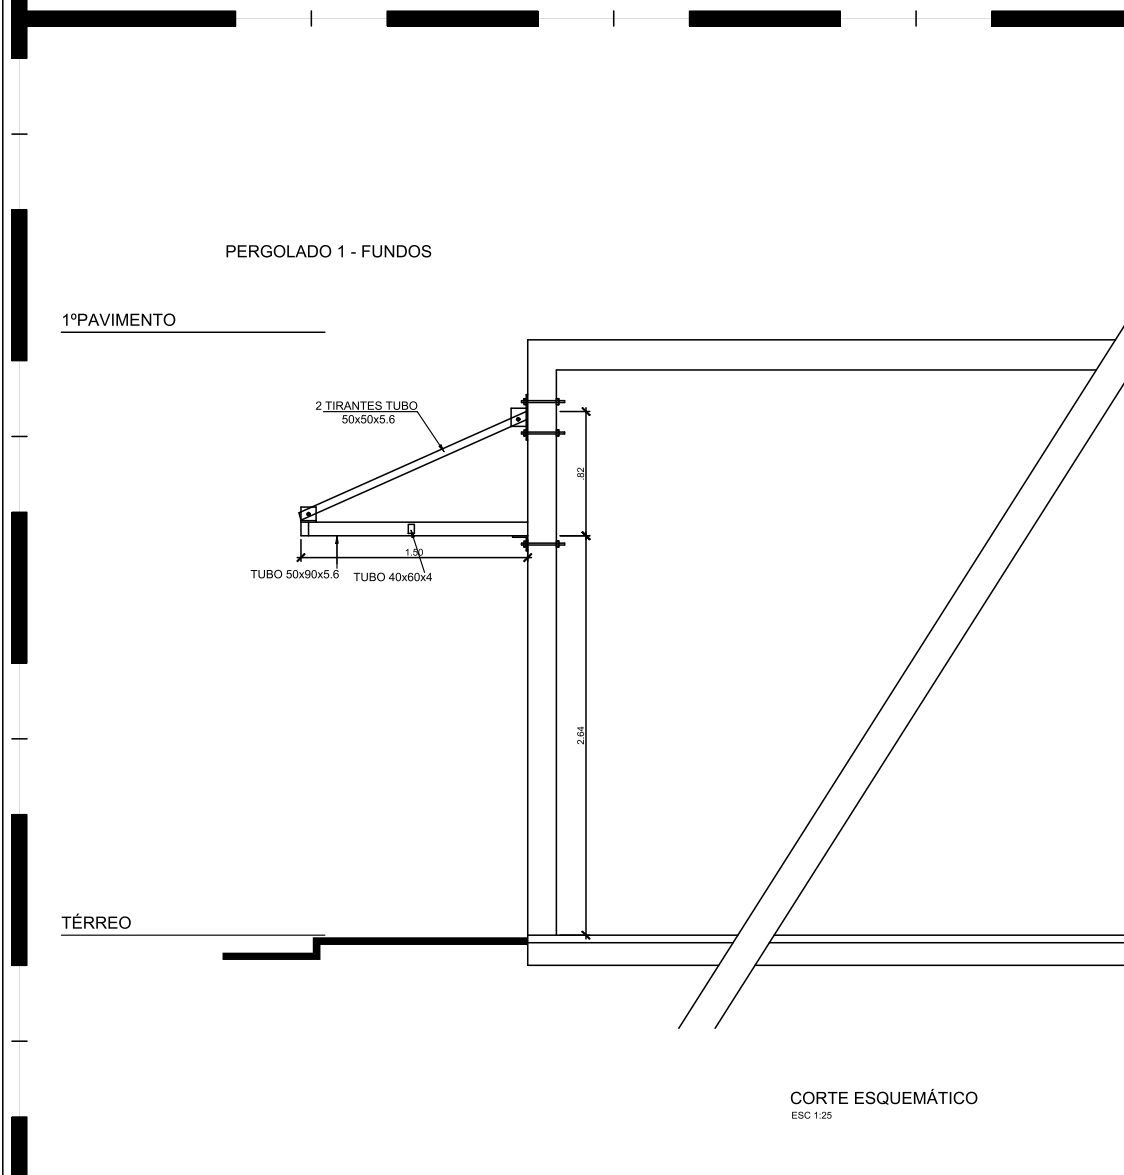 PERGOLADO 1 - FUNDOS
1ºPAVIMENTO
2 TIRANTES TUBO
50x50x5.6
.82
1.50
TUBO 50x90x5.6
TUBO 40x60x4
2.64
TÉRREO
CORTE ESQUEMÁTICO
ESC 1:25